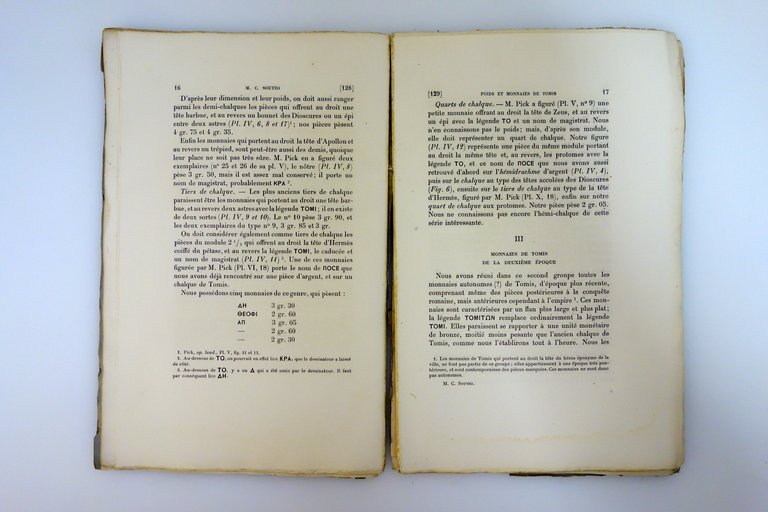 16 M. C. SOUTZO [128]
D'après leur dimension et leur poids, on doit aussi ranger
parmi les demi-chalques les pièces qui offrent au droit une
tête barbue, et au revers un bonnet des Dioscures ou un épi
entre deux astres (Pl. IV, 6, 8 et 17)¹; nos pièces pèsent
4 gr. 75 et 4 gr. 35.
Enfin les monnaies qui portent au droit la tête d'Apollon et
au revers un trépied, sont peut-être aussi des demis, quoique
leur place ne soit pas très sûre. M. Pick en a figuré deux
exemplaires (nos 25 et 26 de sa pl. V), le nôtre (Pl. IV, 8)
pèse 3 gr. 50, mais il est assez mal conservé; il porte un
nom de magistrat, probablement ΚΡΑ ².
Tiers de chalque. — Les plus anciens tiers de chalque
paraissent être les monnaies qui portent au droit une tête bar-
bue, et au revers deux astres avec la légende ΤΟΜΙ; il en existe
de deux sortes (Pl. IV, 9 et 10). Le n° 10 pèse 3 gr. 90, et
les deux exemplaires du type n° 9, 3 gr. 85 et 3 gr.
On doit considérer également comme tiers de chalque les
pièces du module 2 1/2 qui offrent au droit la tête d'Hermès
coiffé du pétase, et au revers la légende ΤΟΜΙ, le caducée et
un nom de magistrat (Pl. IV, 11) ³. Une de ces monnaies
figurée par M. Pick (Pl. VI, 18) porte le nom de ΠΟCΕ que
nous avons déjà rencontré sur une pièce d'argent, et sur un
chalque de Tomis.
Nous possédons cinq monnaies de ce genre, qui pèsent :
ΔΗ 3 gr. 30
ΘΕΟΦΙ 2 gr. 60
ΑΠ 3 gr. 05
— 2 gr. 60
— 2 gr. 30
1. Pick, op. laud., Pl. V, fig. 11 et 13.
2. Au-dessous de ΤΟ, on pourrait en effet lire ΚΡΑ, que le dessinateur a laissé
de côté.
3. Au-dessous de ΤΟ, y a un Δ qui a été omis par le dessinateur. Il faut
par conséquent lire ΔΗ.
[129] POIDS ET MONNAIES DE TOMIS 17
Quarts de chalque. — M. Pick a figuré (Pl. V, n° 9) une
petite monnaie offrant au droit la tête de Zeus, et au revers
un épi avec la légende ΤΟ et un nom de magistrat. Nous
n'en connaissons pas le poids; mais, d'après son module,
elle doit représenter un quart de chalque. Notre figure
(Pl. IV, 12) représente une pièce du même module portant
au droit la même tête et, au revers, les protomes avec la
légende ΤΟ, et ce nom de ΠΟCΕ que nous avons aussi
retrouvé d'abord sur l'hémidrachme d'argent (Pl. IV, 4),
puis sur le chalque au type des têtes accolées des Dioscures
(Fig. 6), ensuite sur le tiers de chalque au type de la tête
d'Hermès, figuré par M. Pick (Pl. X, 18), enfin sur notre
quart de chalque aux protomes. Notre pièce pèse 2 gr. 05.
Nous ne connaissons pas encore l'hémi-chalque de cette
série intéressante.
III
MONNAIES DE TOMIS
DE LA DEUXIÈME ÉPOQUE
Nous avons réuni dans ce second groupe toutes les
monnaies autonomes (?) de Tomis, d'époque plus récente,
comprenant même des pièces postérieures à la conquête
romaine, mais antérieures cependant à l'empire ¹. Ces mon-
naies sont caractérisées par un flan plus large et plus plat;
la légende ΤΟΜΙΤΩΝ remplace ordinairement la légende
ΤΟΜΙ. Elles paraissent se rapporter à une unité monétaire
de bronze, moitié moins pesante que l'ancien chalque de
Tomis, comme nous l'établirons tout à l'heure. Nous les
1. Les monnaies de Tomis qui portent au droit la tête du héros éponyme de la
ville, ne font pas partie de ce groupe; elles appartiennent à une époque très pos-
térieure, et sont contemporaines des pièces marquées. Ces monnaies ne sont donc
pas autonomes.
M. C. SOUTZO.